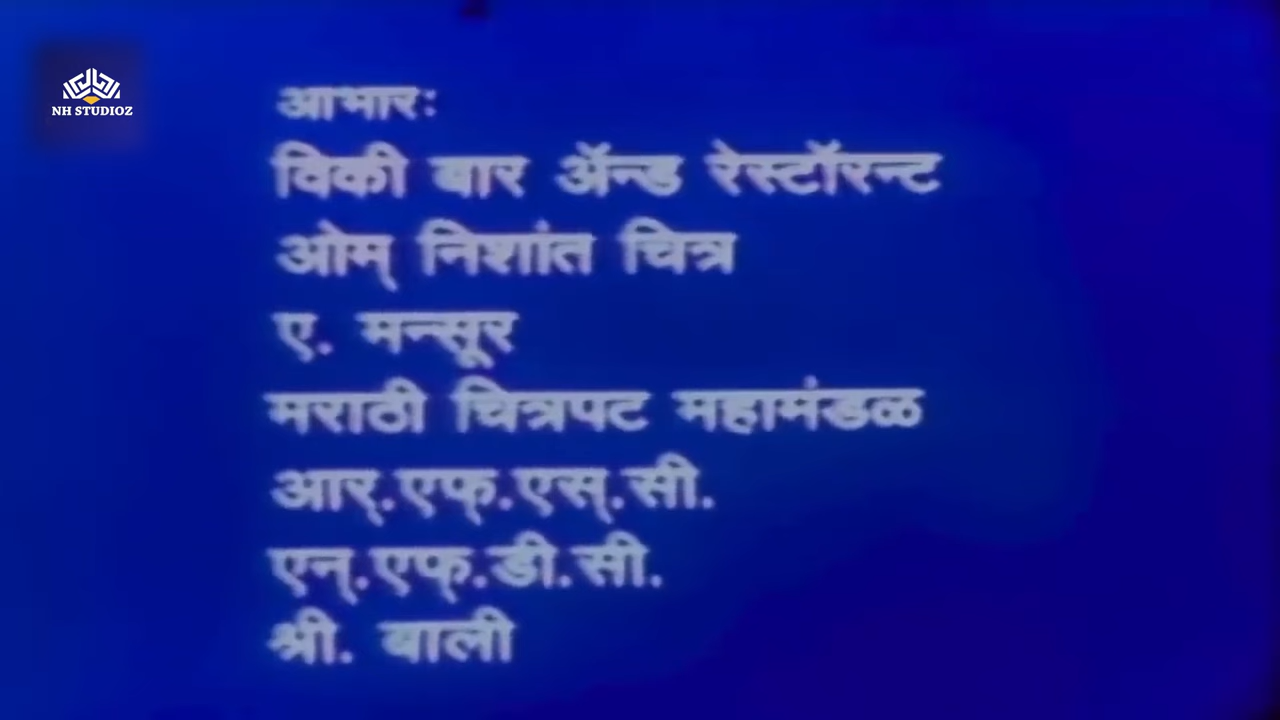 NH STUDIOZ
आभार:
विकी बार ॲन्ड रेस्टॉरन्ट
ओम् निशांत चित्र
ए. मन्सूर
मराठी चित्रपट महामंडळ
आर्.एफ्.एस्.सी.
एन्.एफ्.डी.सी.
श्री. बाली